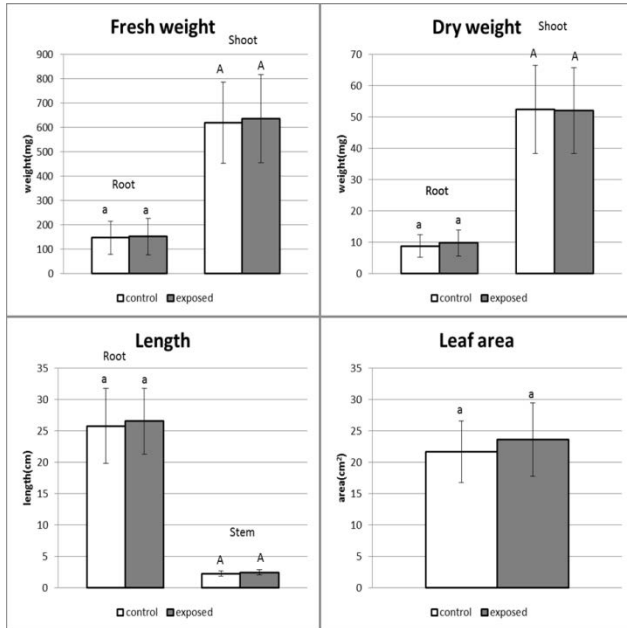 Fresh weight
Shoot
900
800
700
600
500
400
300
200
100
0
weight(mg)
A A
Root
a a
control exposed
Dry weight
Shoot
70
60
50
40
30
20
10
0
weight(mg)
A A
Root
a a
control exposed
Length
Root
35
30
25
20
15
10
5
0
length(cm)
a a
Stem
A A
control exposed
Leaf area
35
30
25
20
15
10
5
0
area(cm²)
a a
control exposed